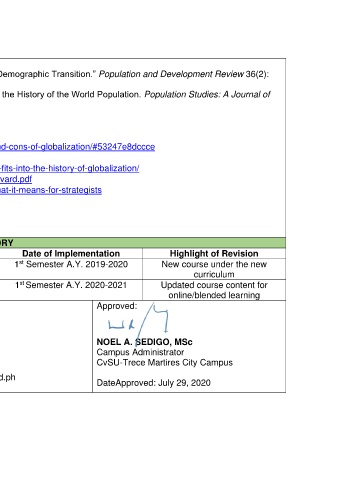 Demographic Transition." Population and Development Review 36(2):
the History of the World Population. Population Studies: A Journal of
d-cons-of-globalization/#53247e8dccce
-fits-into-the-history-of-globalization/
vard.pdf
at-it-means-for-strategists
ORY
Date of Implementation Highlight of Revision
1st Semester A.Y. 2019-2020 New course under the new
curriculum
1st Semester A.Y. 2020-2021 Updated course content for
online/blended learning
Approved:
NOEL A. SEDIGO, MSc
Campus Administrator
CvSU-Trece Martires City Campus
d.ph
DateApproved: July 29, 2020